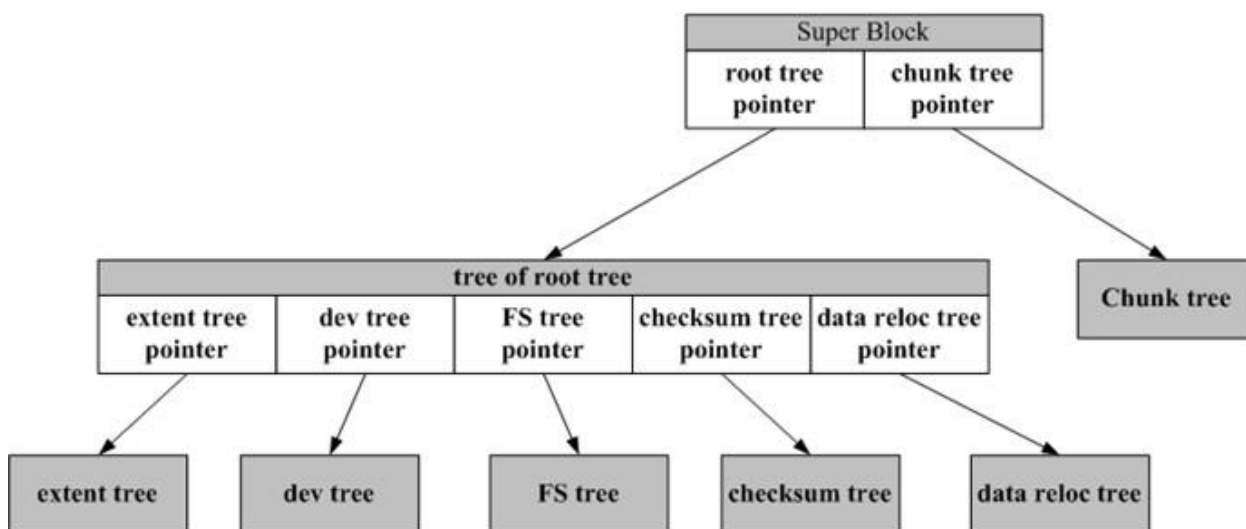 Super Block
root tree
pointer
chunk tree
pointer
tree of root tree
extent tree
pointer
dev tree
pointer
FS tree
pointer
checksum tree
pointer
data reloc tree
pointer
Chunk tree
extent tree
dev tree
FS tree
checksum tree
data reloc tree